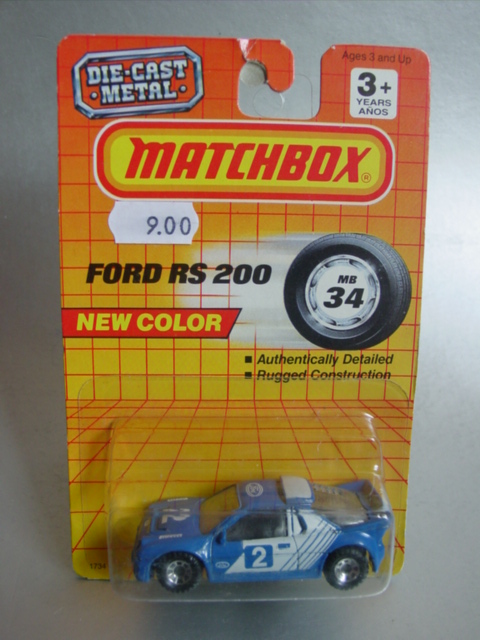 Ages 3 and Up
DIE-CAST
METAL
3+
YEARS
AÑOS
MATCHBOX®
9.00
FORD RS 200
MB
34
NEW COLOR
■ Authentically Detailed
■ Rugged Construction
2
2